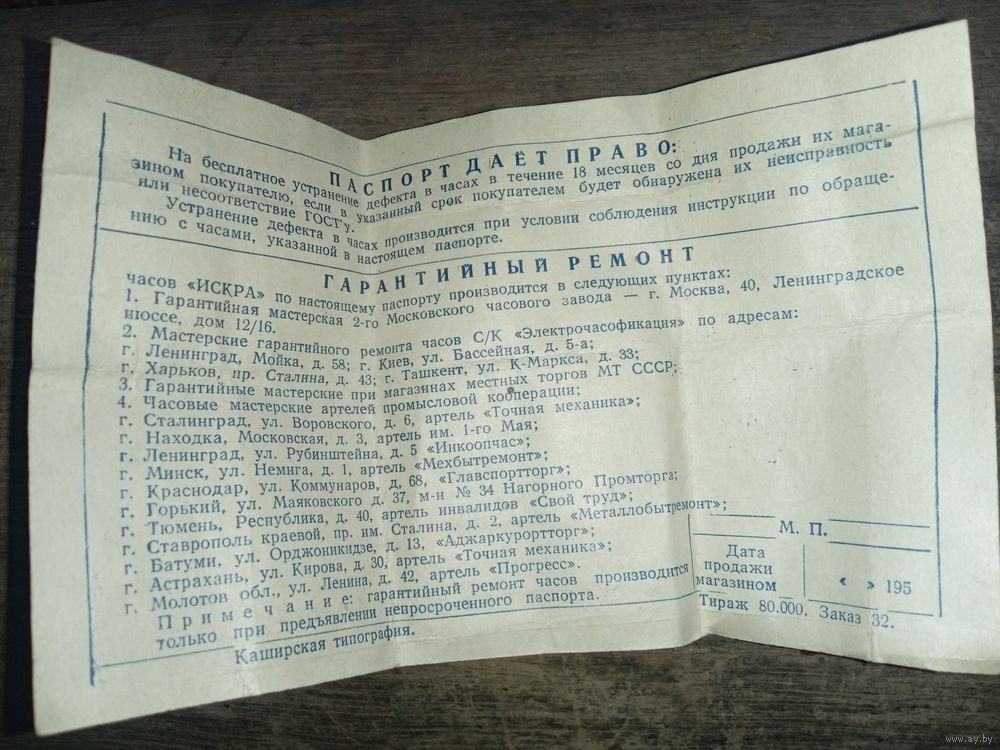 ПАСПОРТ ДАЁТ ПРАВО:
На бесплатное устранение дефекта в часах в течение 18 месяцев со дня продажи их мага-
зином покупателю, если в указанный срок покупателем будет обнаружена их неисправность
или несоответствие ГОСТ'у.
Устранение дефекта в часах производится при условии соблюдения инструкции по обраще-
нию с часами, указанной в настоящем паспорте.
ГАРАНТИЙНЫЙ РЕМОНТ
часов «ИСКРА» по настоящему паспорту производится в следующих пунктах:
1. Гарантийная мастерская 2-го Московского часового завода — г. Москва, 40, Ленинградское
шоссе, дом 12/16.
2. Мастерские гарантийного ремонта часов С/К «Электрочасофикация» по адресам:
г. Ленинград, Мойка, д. 58; г. Киев, ул. Бассейная, д. 5-а;
г. Харьков, пр. Сталина, д. 43; г. Ташкент, ул. К-Маркса, д. 33;
3. Гарантийные мастерские при магазинах местных торгов МТ СССР;
4. Часовые мастерские артелей промысловой кооперации;
г. Сталинград, ул. Воровского, д. 6, артель «Точная механика»;
г. Находка, Московская, д. 3, артель им. 1-го Мая;
г. Ленинград, ул. Рубинштейна, д. 5 «Инкоопчас»;
г. Минск, ул. Немига, д. 1, артель «Мехбытремонт»;
г. Краснодар, ул. Коммунаров, д, 68, «Главспортторг»;
г. Горький, ул. Маяковского д. 37, м-н № 34 Нагорного Промторга;
г. Тюмень, Республика, д. 40, артель инвалидов «Свой труд»;
г. Ставрополь краевой, пр. им. Сталина, д. 2, артель «Металлобытремонт»;
г. Батуми, ул. Орджоникидзе, д. 13, «Аджаркурортторг»;
г. Астрахань, ул. Кирова, д. 30, артель «Точная механика»;
г. Молотов обл., ул. Ленина, д. 42, артель «Прогресс».
Примечание: гарантийный ремонт часов производится
только при предъявлении непросроченного паспорта.
М. П.
Дата
продажи
магазином
« » 195
Каширская типография.
Тираж 80.000. Заказ 32.
www.ay.by